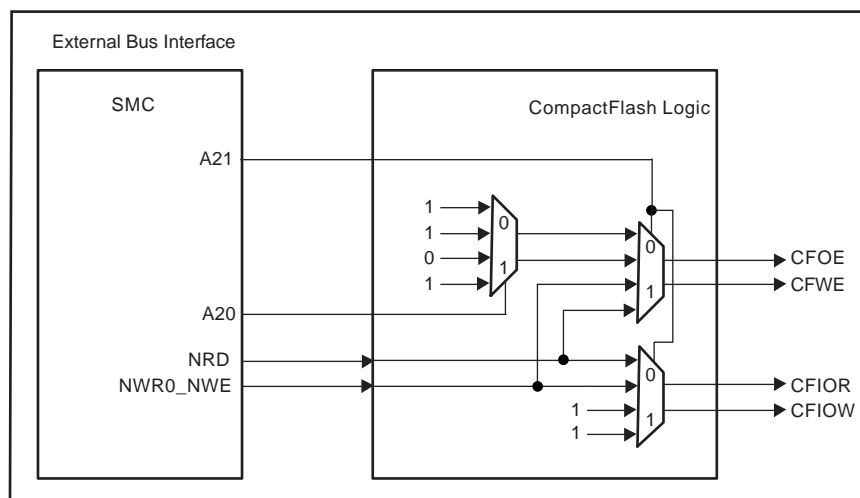 External Bus Interface
SMC
CompactFlash Logic
A21
1
1
0
1
0
1
A20
0
1
CFOE
CFWE
NRD
NWR0_NWE
0
1
1
1
CFIOR
CFIOW